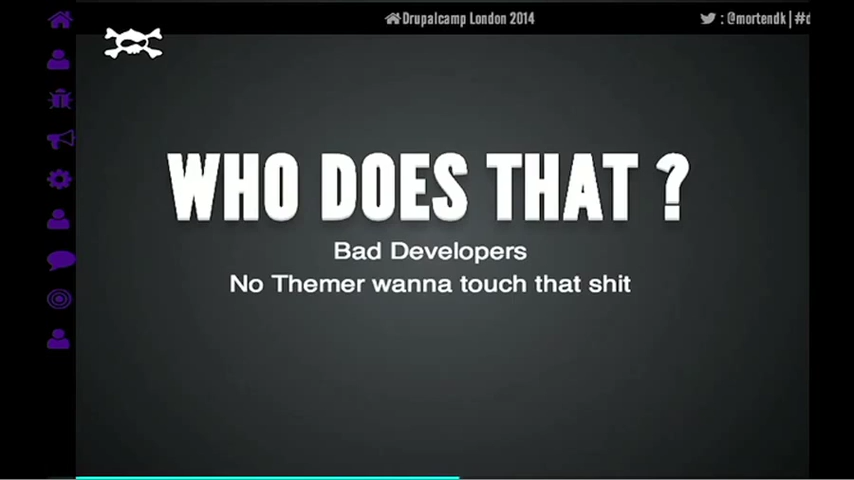 Drupalcamp London 2014
: @mortendk | #d
WHO DOES THAT ?
Bad Developers
No Themer wanna touch that shit